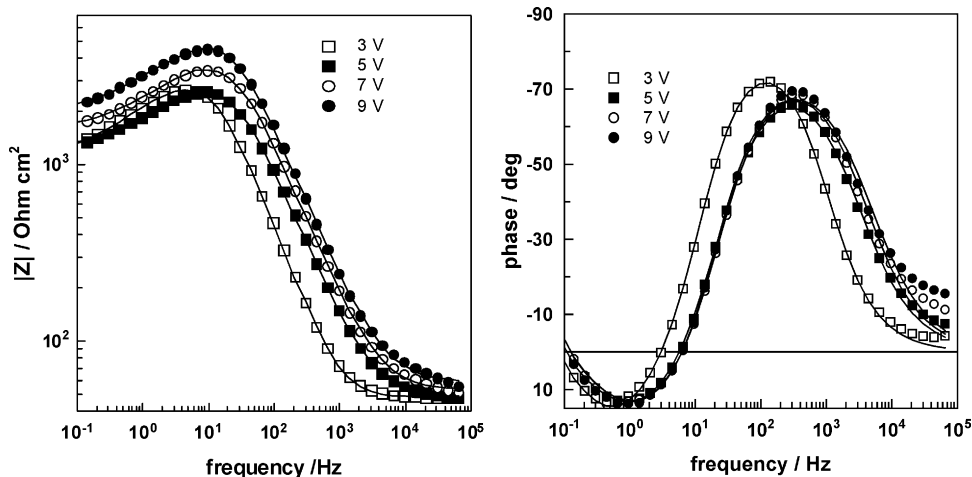 3 V
5 V
7 V
9 V
10³
10²
|Z| / Ohm cm²
10⁻¹ 10⁰ 10¹ 10² 10³ 10⁴ 10⁵
frequency /Hz
-90
-70
-50
-30
-10
10
phase / deg
3 V
5 V
7 V
9 V
10⁻¹ 10⁰ 10¹ 10² 10³ 10⁴ 10⁵
frequency / Hz